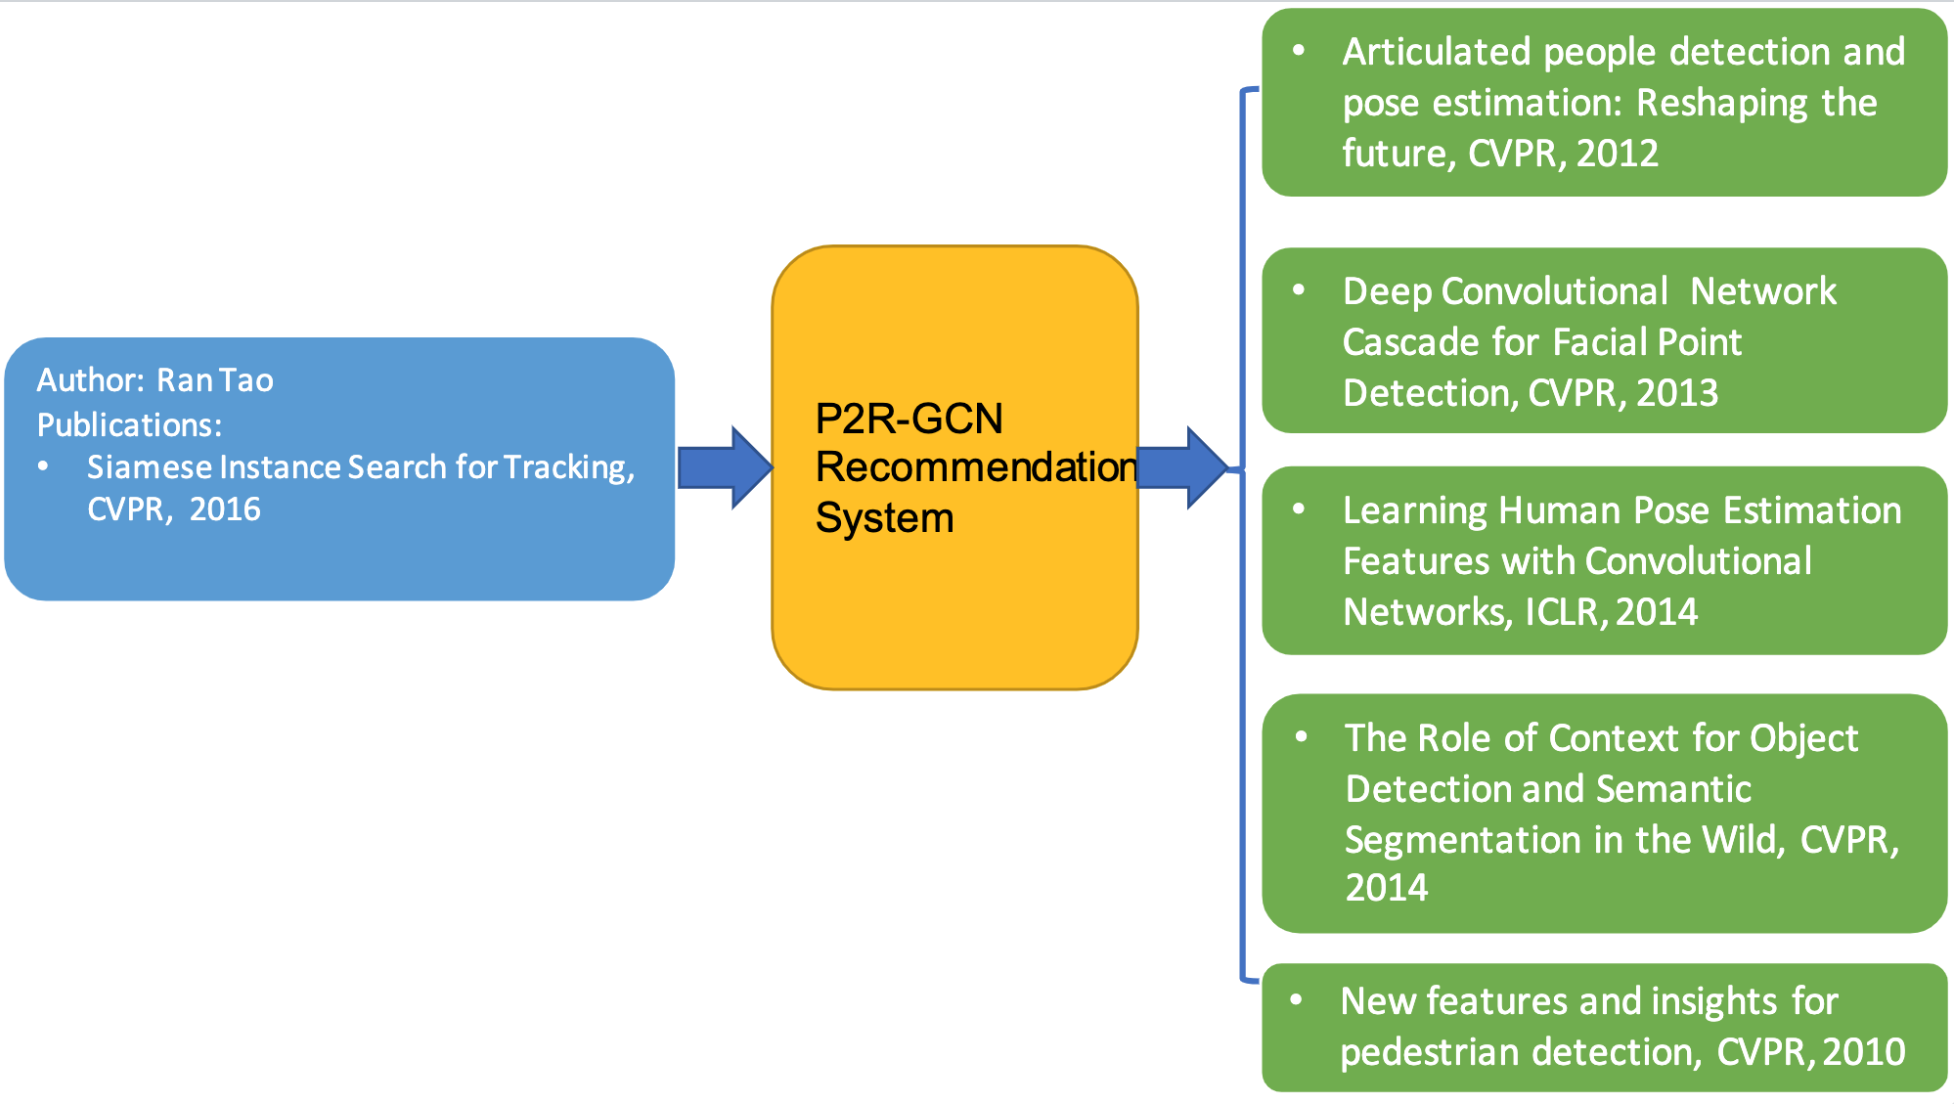 Author: Ran Tao
Publications:
• Siamese Instance Search for Tracking,
CVPR, 2016
P2R-GCN
Recommendation
System
• Articulated people detection and
pose estimation: Reshaping the
future, CVPR, 2012
• Deep Convolutional Network
Cascade for Facial Point
Detection, CVPR, 2013
• Learning Human Pose Estimation
Features with Convolutional
Networks, ICLR, 2014
• The Role of Context for Object
Detection and Semantic
Segmentation in the Wild, CVPR,
2014
• New features and insights for
pedestrian detection, CVPR, 2010